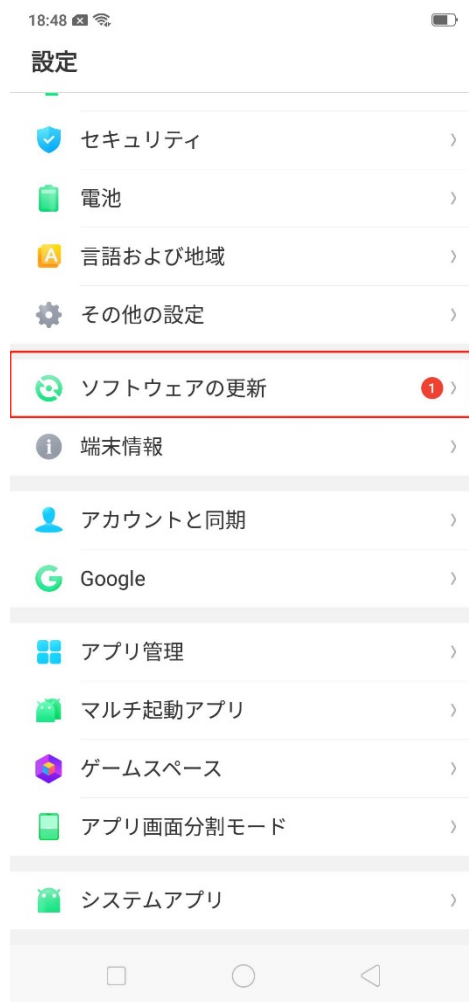 18:48
設定
セキュリティ
電池
言語および地域
その他の設定
ソフトウェアの更新 1
端末情報
アカウントと同期
Google
アプリ管理
マルチ起動アプリ
ゲームスペース
アプリ画面分割モード
システムアプリ